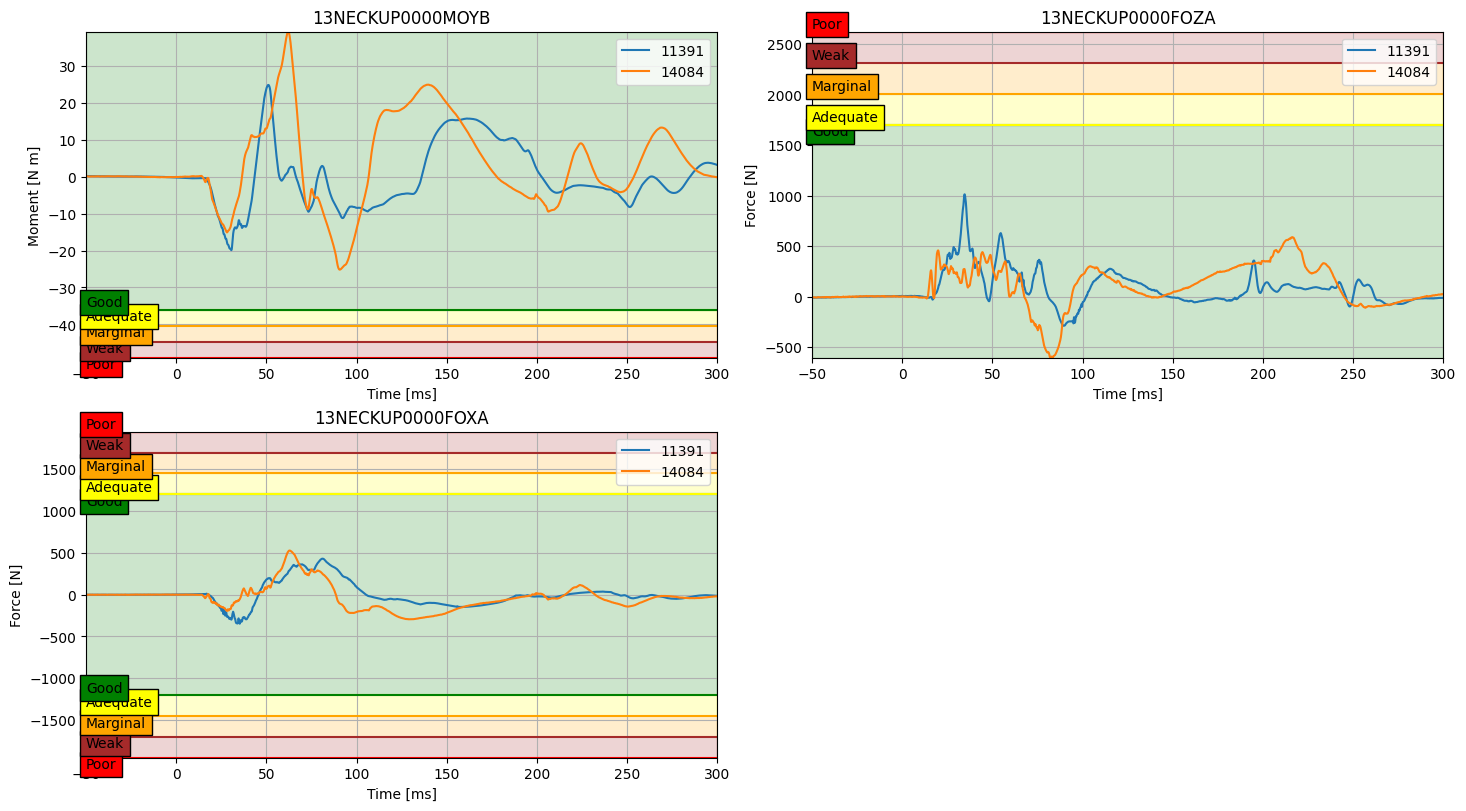 13NECKUP0000MOYB
11391
14084
30
20
10
0
−10
−20
−30
−40
Moment [N m]
Good
Adequate
Marginal
Weak
Poor
0
50
100
150
200
250
300
Time [ms]
13NECKUP0000FOZA
Poor
Weak
Marginal
Adequate
Good
11391
14084
2500
2000
1500
1000
500
0
−500
Force [N]
−50
0
50
100
150
200
250
300
Time [ms]
13NECKUP0000FOXA
Poor
Weak
Marginal
Adequate
Good
11391
14084
1500
1000
500
0
−500
−1000
−1500
Force [N]
Good
Adequate
Marginal
Weak
Poor
0
50
100
150
200
250
300
Time [ms]